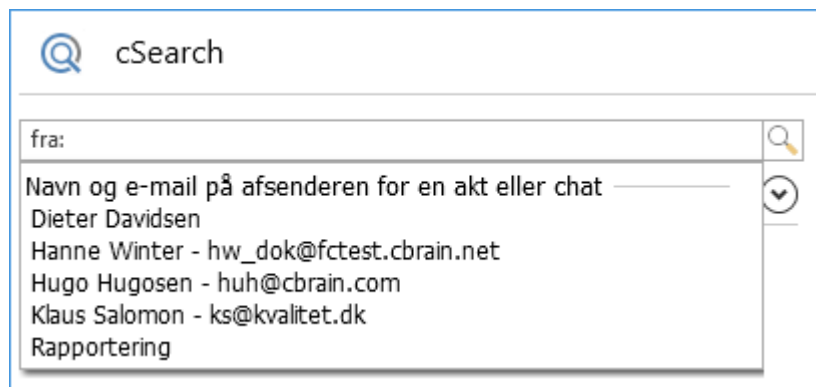 cSearch
fra:
Navn og e-mail på afsenderen for en akt eller chat
Dieter Davidsen
Hanne Winter - hw_dok@fctest.cbrain.net
Hugo Hugosen - huh@cbrain.com
Klaus Salomon - ks@kvalitet.dk
Rapportering